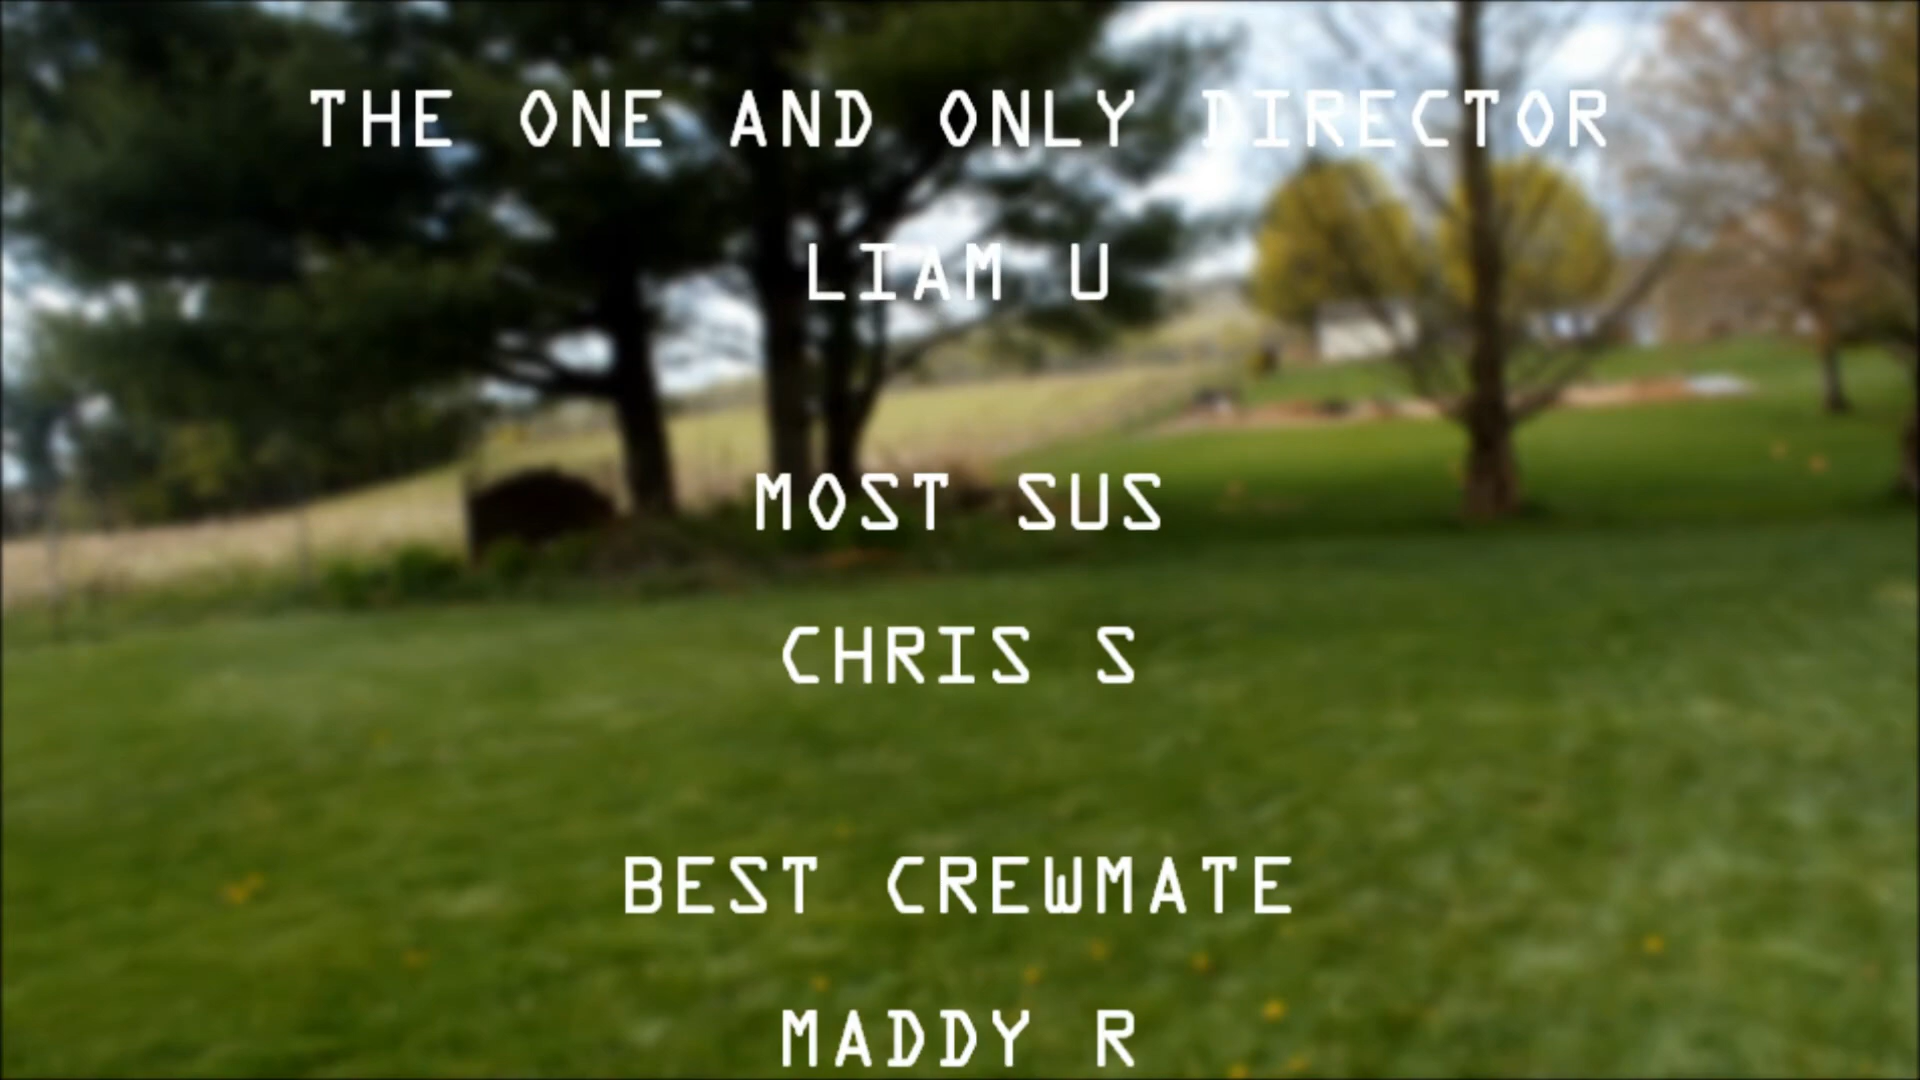 THE ONE AND ONLY DIRECTOR
LIAM U
MOST SUS
CHRIS S
BEST CREWMATE
MADDY R